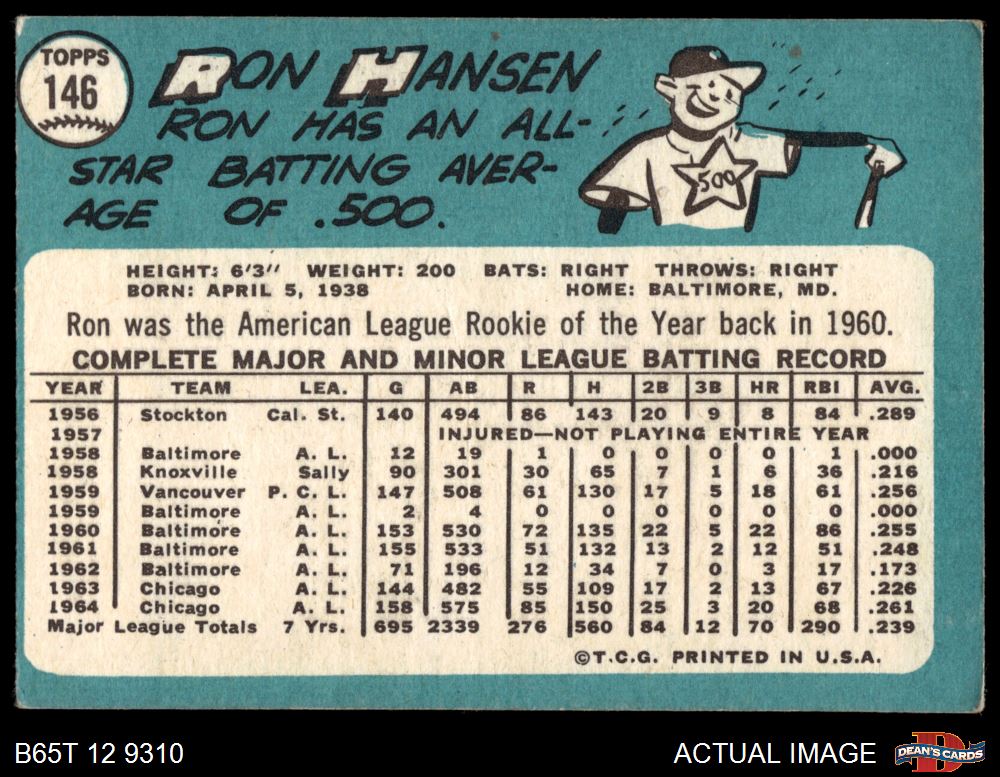 TOPPS
146
RON HANSEN
RON HAS AN ALL-
STAR BATTING AVER-
AGE OF .500.
500
HEIGHT: 6'3" WEIGHT: 200 BATS: RIGHT THROWS: RIGHT
BORN: APRIL 5, 1938 HOME: BALTIMORE, MD.
Ron was the American League Rookie of the Year back in 1960.
COMPLETE MAJOR AND MINOR LEAGUE BATTING RECORD
YEAR TEAM LEA. G AB R H 2B 3B HR RBI AVG.
1956 Stockton Cal. St. 140 494 86 143 20 9 8 84 .289
1957 INJURED—NOT PLAYING ENTIRE YEAR
1958 Baltimore A. L. 12 19 1 0 0 0 0 1 .000
1958 Knoxville Sally 90 301 30 65 7 1 6 36 .216
1959 Vancouver P. C. L. 147 508 61 130 17 5 18 61 .256
1959 Baltimore A. L. 2 4 0 0 0 0 0 0 .000
1960 Baltimore A. L. 153 530 72 135 22 5 22 86 .255
1961 Baltimore A. L. 155 533 51 132 13 2 12 51 .248
1962 Baltimore A. L. 71 196 12 34 7 0 3 17 .173
1963 Chicago A. L. 144 482 55 109 17 2 13 67 .226
1964 Chicago A. L. 158 575 85 150 25 3 20 68 .261
Major League Totals 7 Yrs. 695 2339 276 560 84 12 70 290 .239
©T.C.G. PRINTED IN U.S.A.
B65T 12 9310 ACTUAL IMAGE
D
DEAN'S CARDS